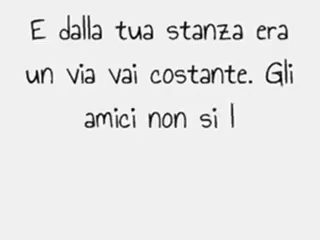 E dalla tua stanza era
un via vai costante. Gli
amici non si l